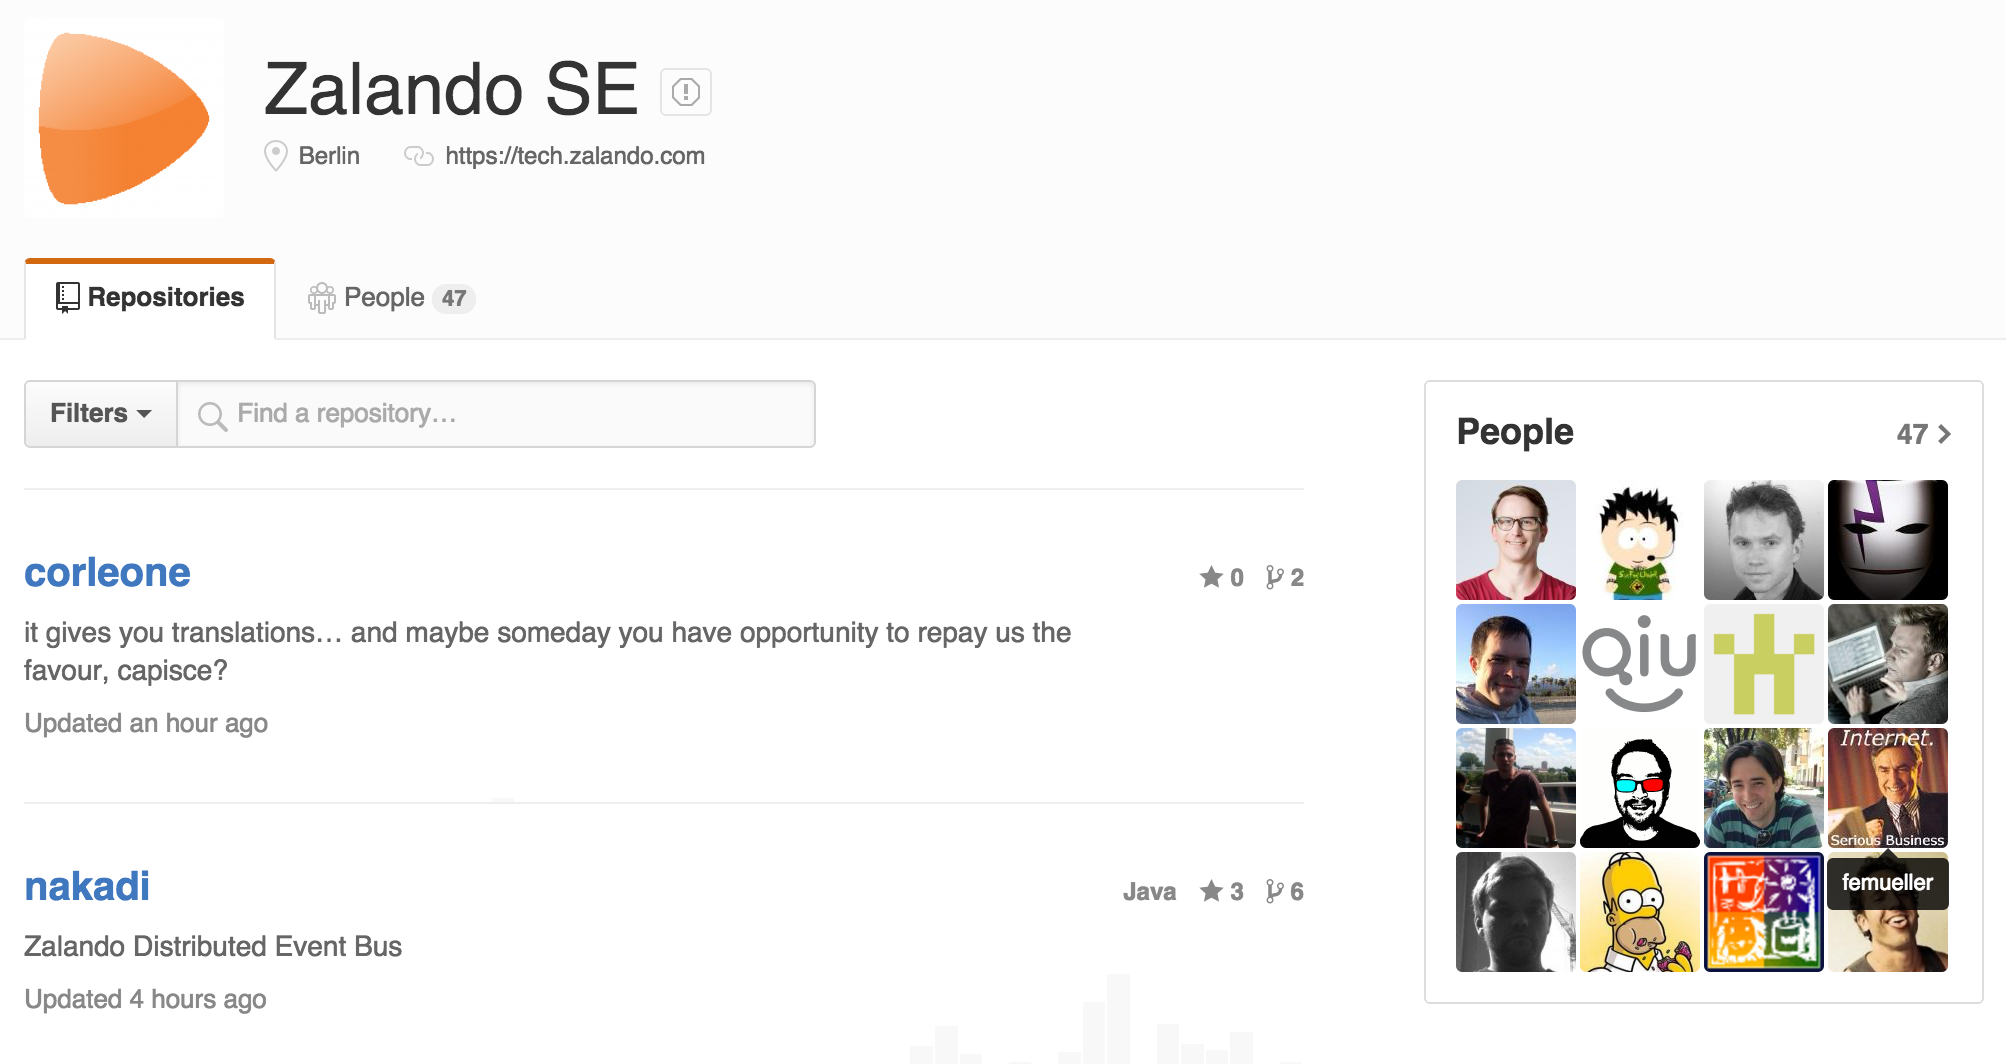 Zalando SE
Berlin https://tech.zalando.com
Repositories People 47
Filters Find a repository…
corleone 0 2
it gives you translations… and maybe someday you have opportunity to repay us the
favour, capisce?
Updated an hour ago
nakadi Java 3 6
Zalando Distributed Event Bus
Updated 4 hours ago
People 47
qiu
Internet.
Serious Business
femueller